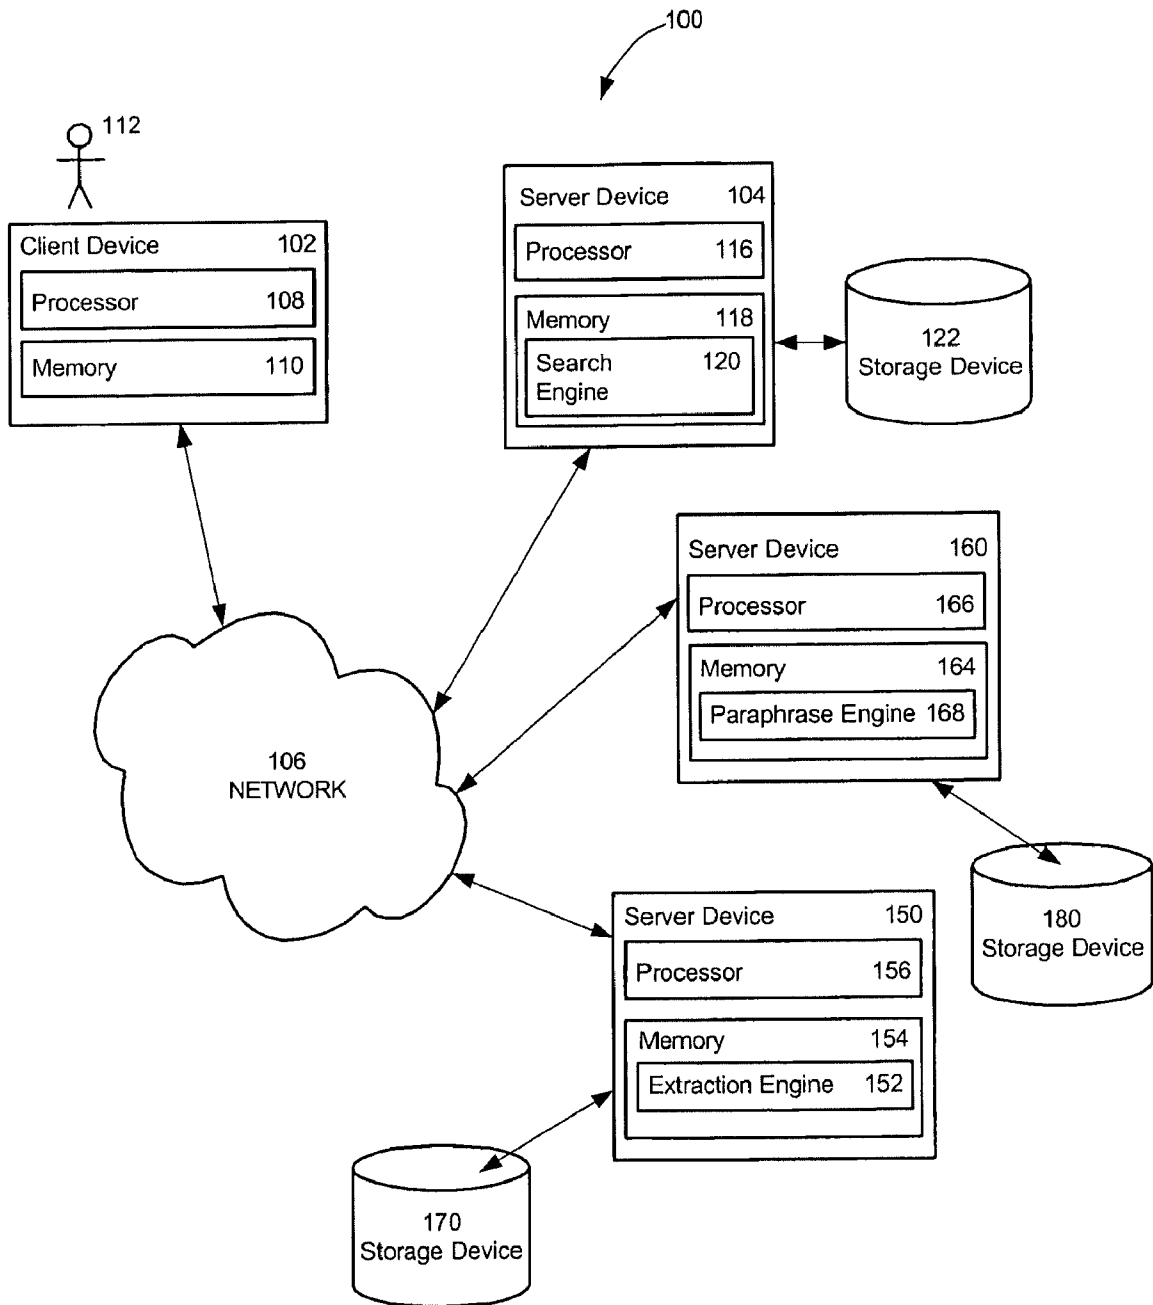 100
112
Client Device 102
Processor 108
Memory 110
Server Device 104
Processor 116
Memory 118
Search 120
Engine
122
Storage Device
Server Device 160
Processor 166
Memory 164
Paraphrase Engine 168
106
NETWORK
180
Storage Device
Server Device 150
Processor 156
Memory 154
Extraction Engine 152
170
Storage Device